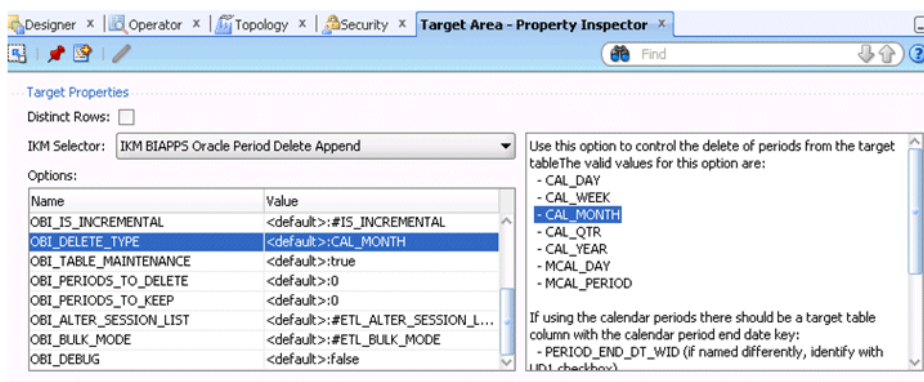 Designer x Operator x Topology x Security x Target Area - Property Inspector x
Find
Target Properties
Distinct Rows:
IKM Selector: IKM BIAPPS Oracle Period Delete Append
Options:
Name Value
OBI_IS_INCREMENTAL <default>:#IS_INCREMENTAL
OBI_DELETE_TYPE <default>:CAL_MONTH
OBI_TABLE_MAINTENANCE <default>:true
OBI_PERIODS_TO_DELETE <default>:0
OBI_PERIODS_TO_KEEP <default>:0
OBI_ALTER_SESSION_LIST <default>:#ETL_ALTER_SESSION_L...
OBI_BULK_MODE <default>:#ETL_BULK_MODE
OBI_DEBUG <default>:false
Use this option to control the delete of periods from the target
tableThe valid values for this option are:
- CAL_DAY
- CAL_WEEK
- CAL_MONTH
- CAL_QTR
- CAL_YEAR
- MCAL_DAY
- MCAL_PERIOD
If using the calendar periods there should be a target table
column with the calendar period end date key:
- PERIOD_END_DT_WID (if named differently, identify with
UD1 checkbox)